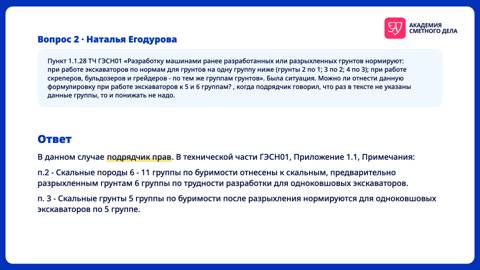 АКАДЕМИЯ
СМЕТНОГО ДЕЛА
Вопрос 2 · Наталья Егодурова
Пункт 1.1.28 ТЧ ГЭСН01 «Разработку машинами ранее разработанных или разрыхленных грунтов нормируют:
при работе экскаваторов по нормам для грунтов на одну группу ниже (грунты 2 по 1; 3 по 2; 4 по 3); при работе
скреперов, бульдозеров и грейдеров - по тем же группам грунтов». Была ситуация. Можно ли отнести данную
формулировку при работе экскаваторов к 5 и 6 группам? , когда подрядчик говорил, что раз в тексте не указаны
данные группы, то и понижать не надо.
Ответ
В данном случае подрядчик прав. В технической части ГЭСН01, Приложение 1.1, Примечания:
п.2 - Скальные породы 6 - 11 группы по буримости отнесены к скальным, предварительно
разрыхленным грунтам 6 группы по трудности разработки для одноковшовых экскаваторов.
п. 3 - Скальные грунты 5 группы по буримости после разрыхления нормируются для одноковшовых
экскаваторов по 5 группе.